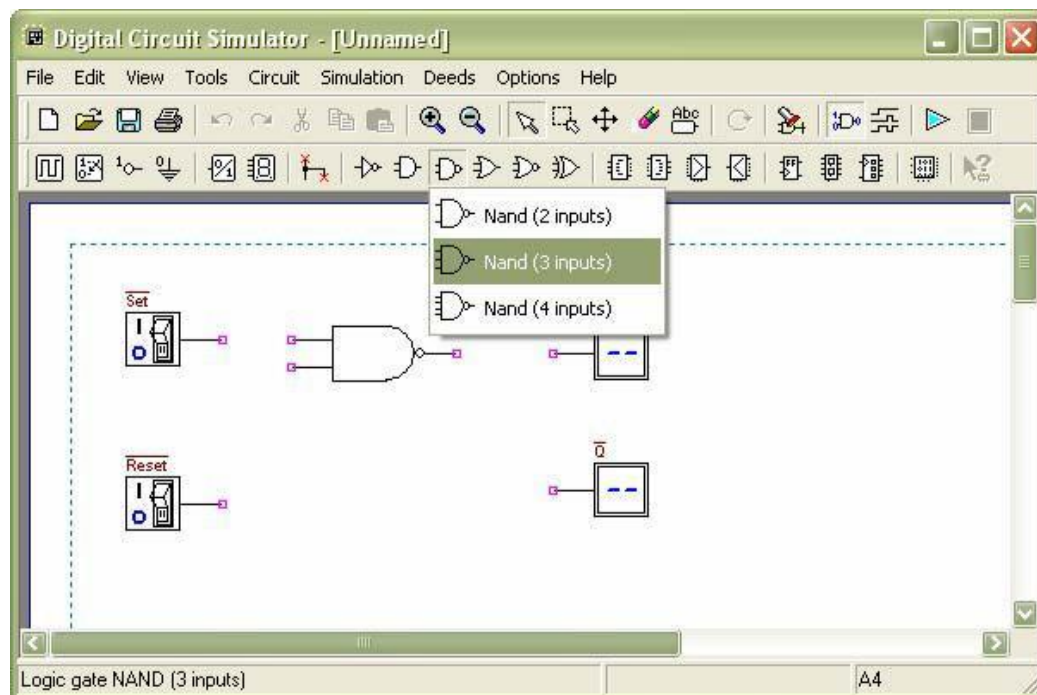 Digital Circuit Simulator - [Unnamed]
File Edit View Tools Circuit Simulation Deeds Options Help
Abc
Nand (2 inputs)
Nand (3 inputs)
Nand (4 inputs)
Set
Reset
Q
Logic gate NAND (3 inputs)
A4